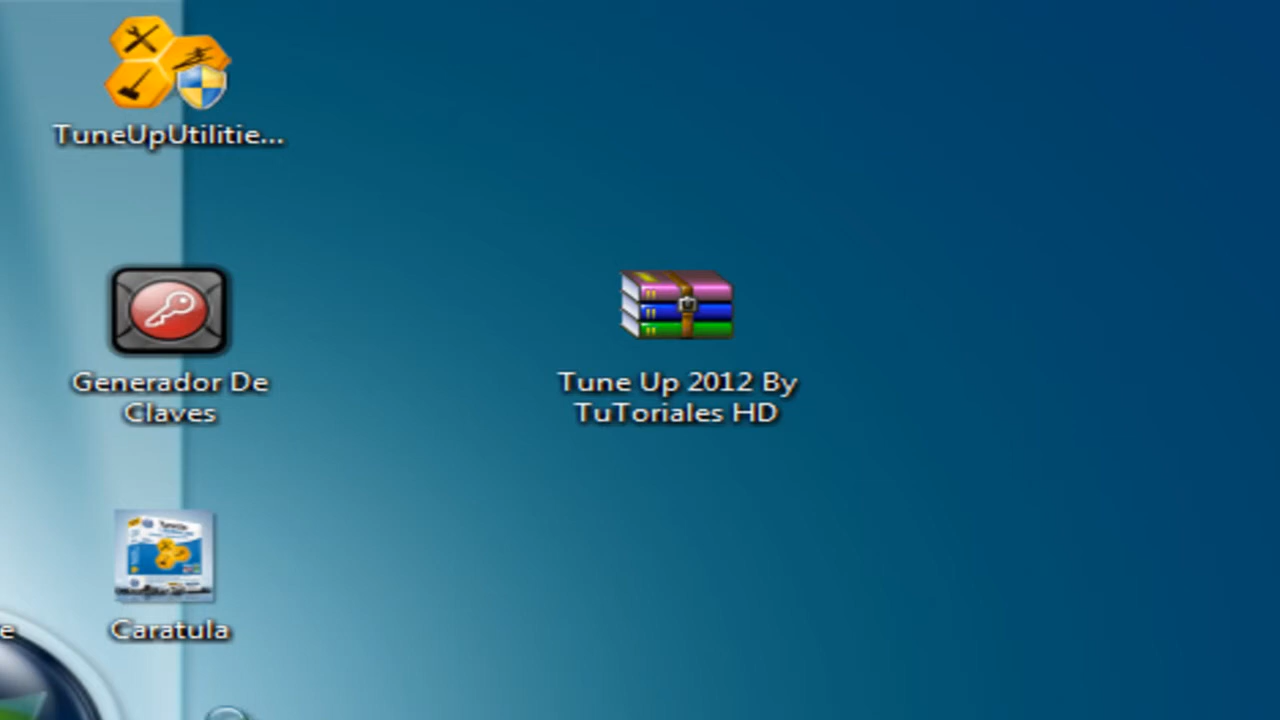 TuneUpUtilitie...
Generador De
Claves
Tune Up 2012 By
TuToriales HD
Caratula
e